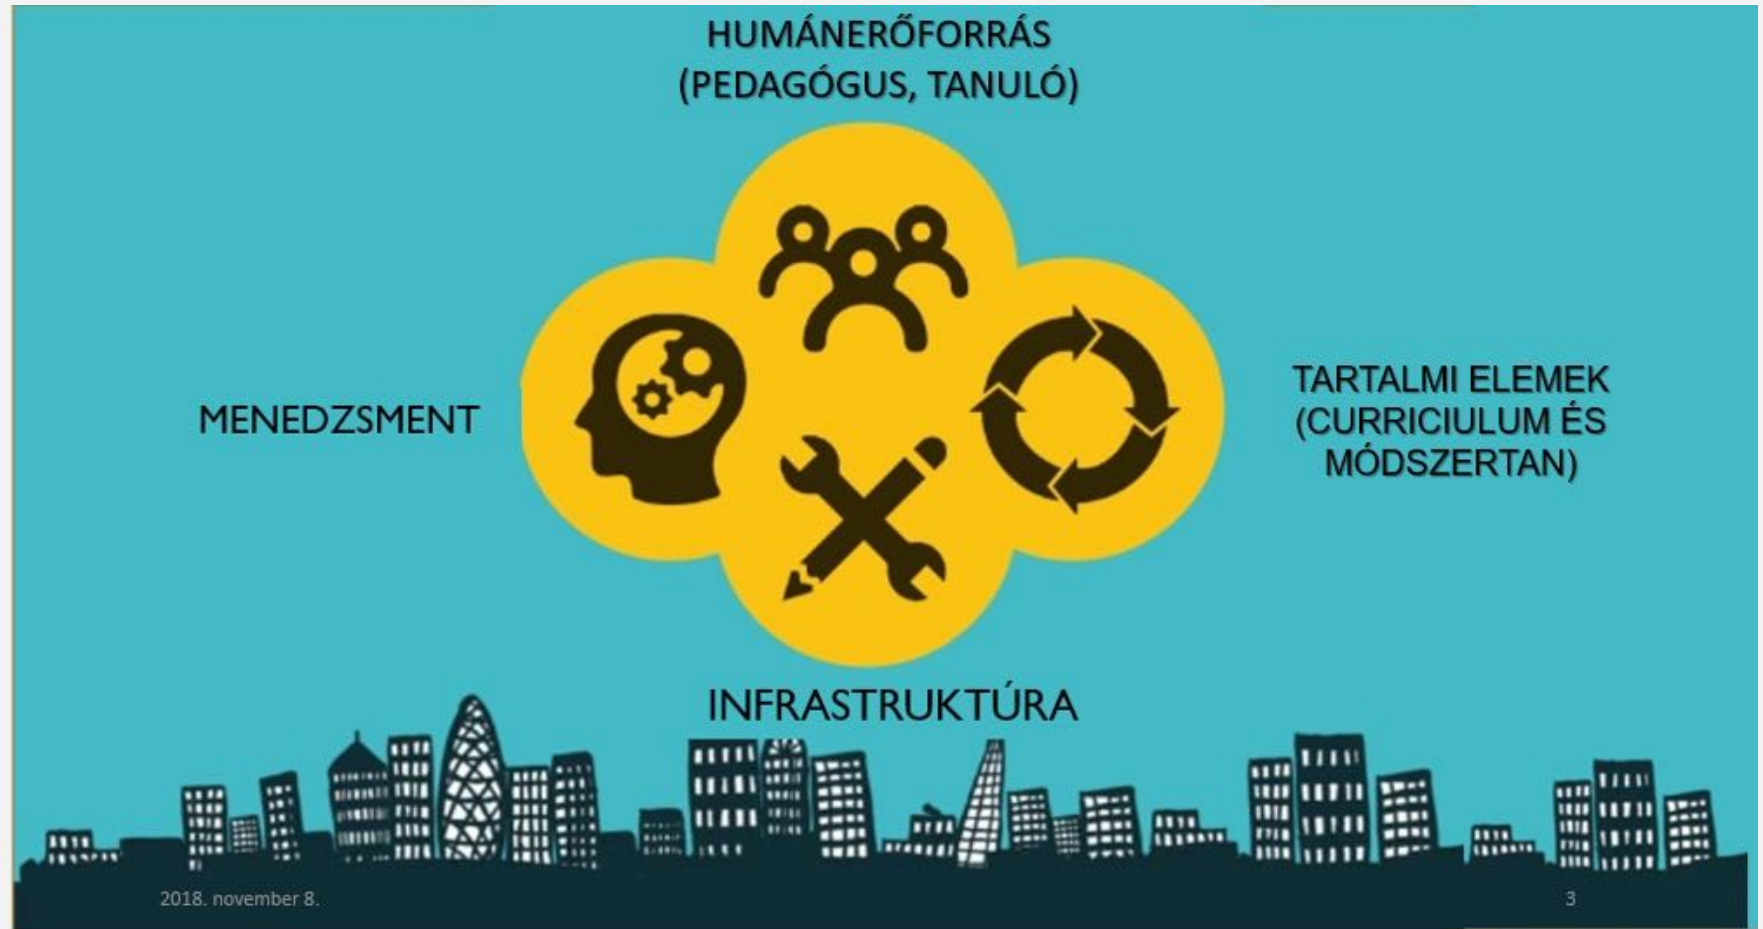 HUMÁNERŐFORRÁS
(PEDAGÓGUS, TANULÓ)
MENEDZSMENT
TARTALMI ELEMEK
(CURRICIULUM ÉS
MÓDSZERTAN)
INFRASTRUKTÚRA
2018. november 8.
3